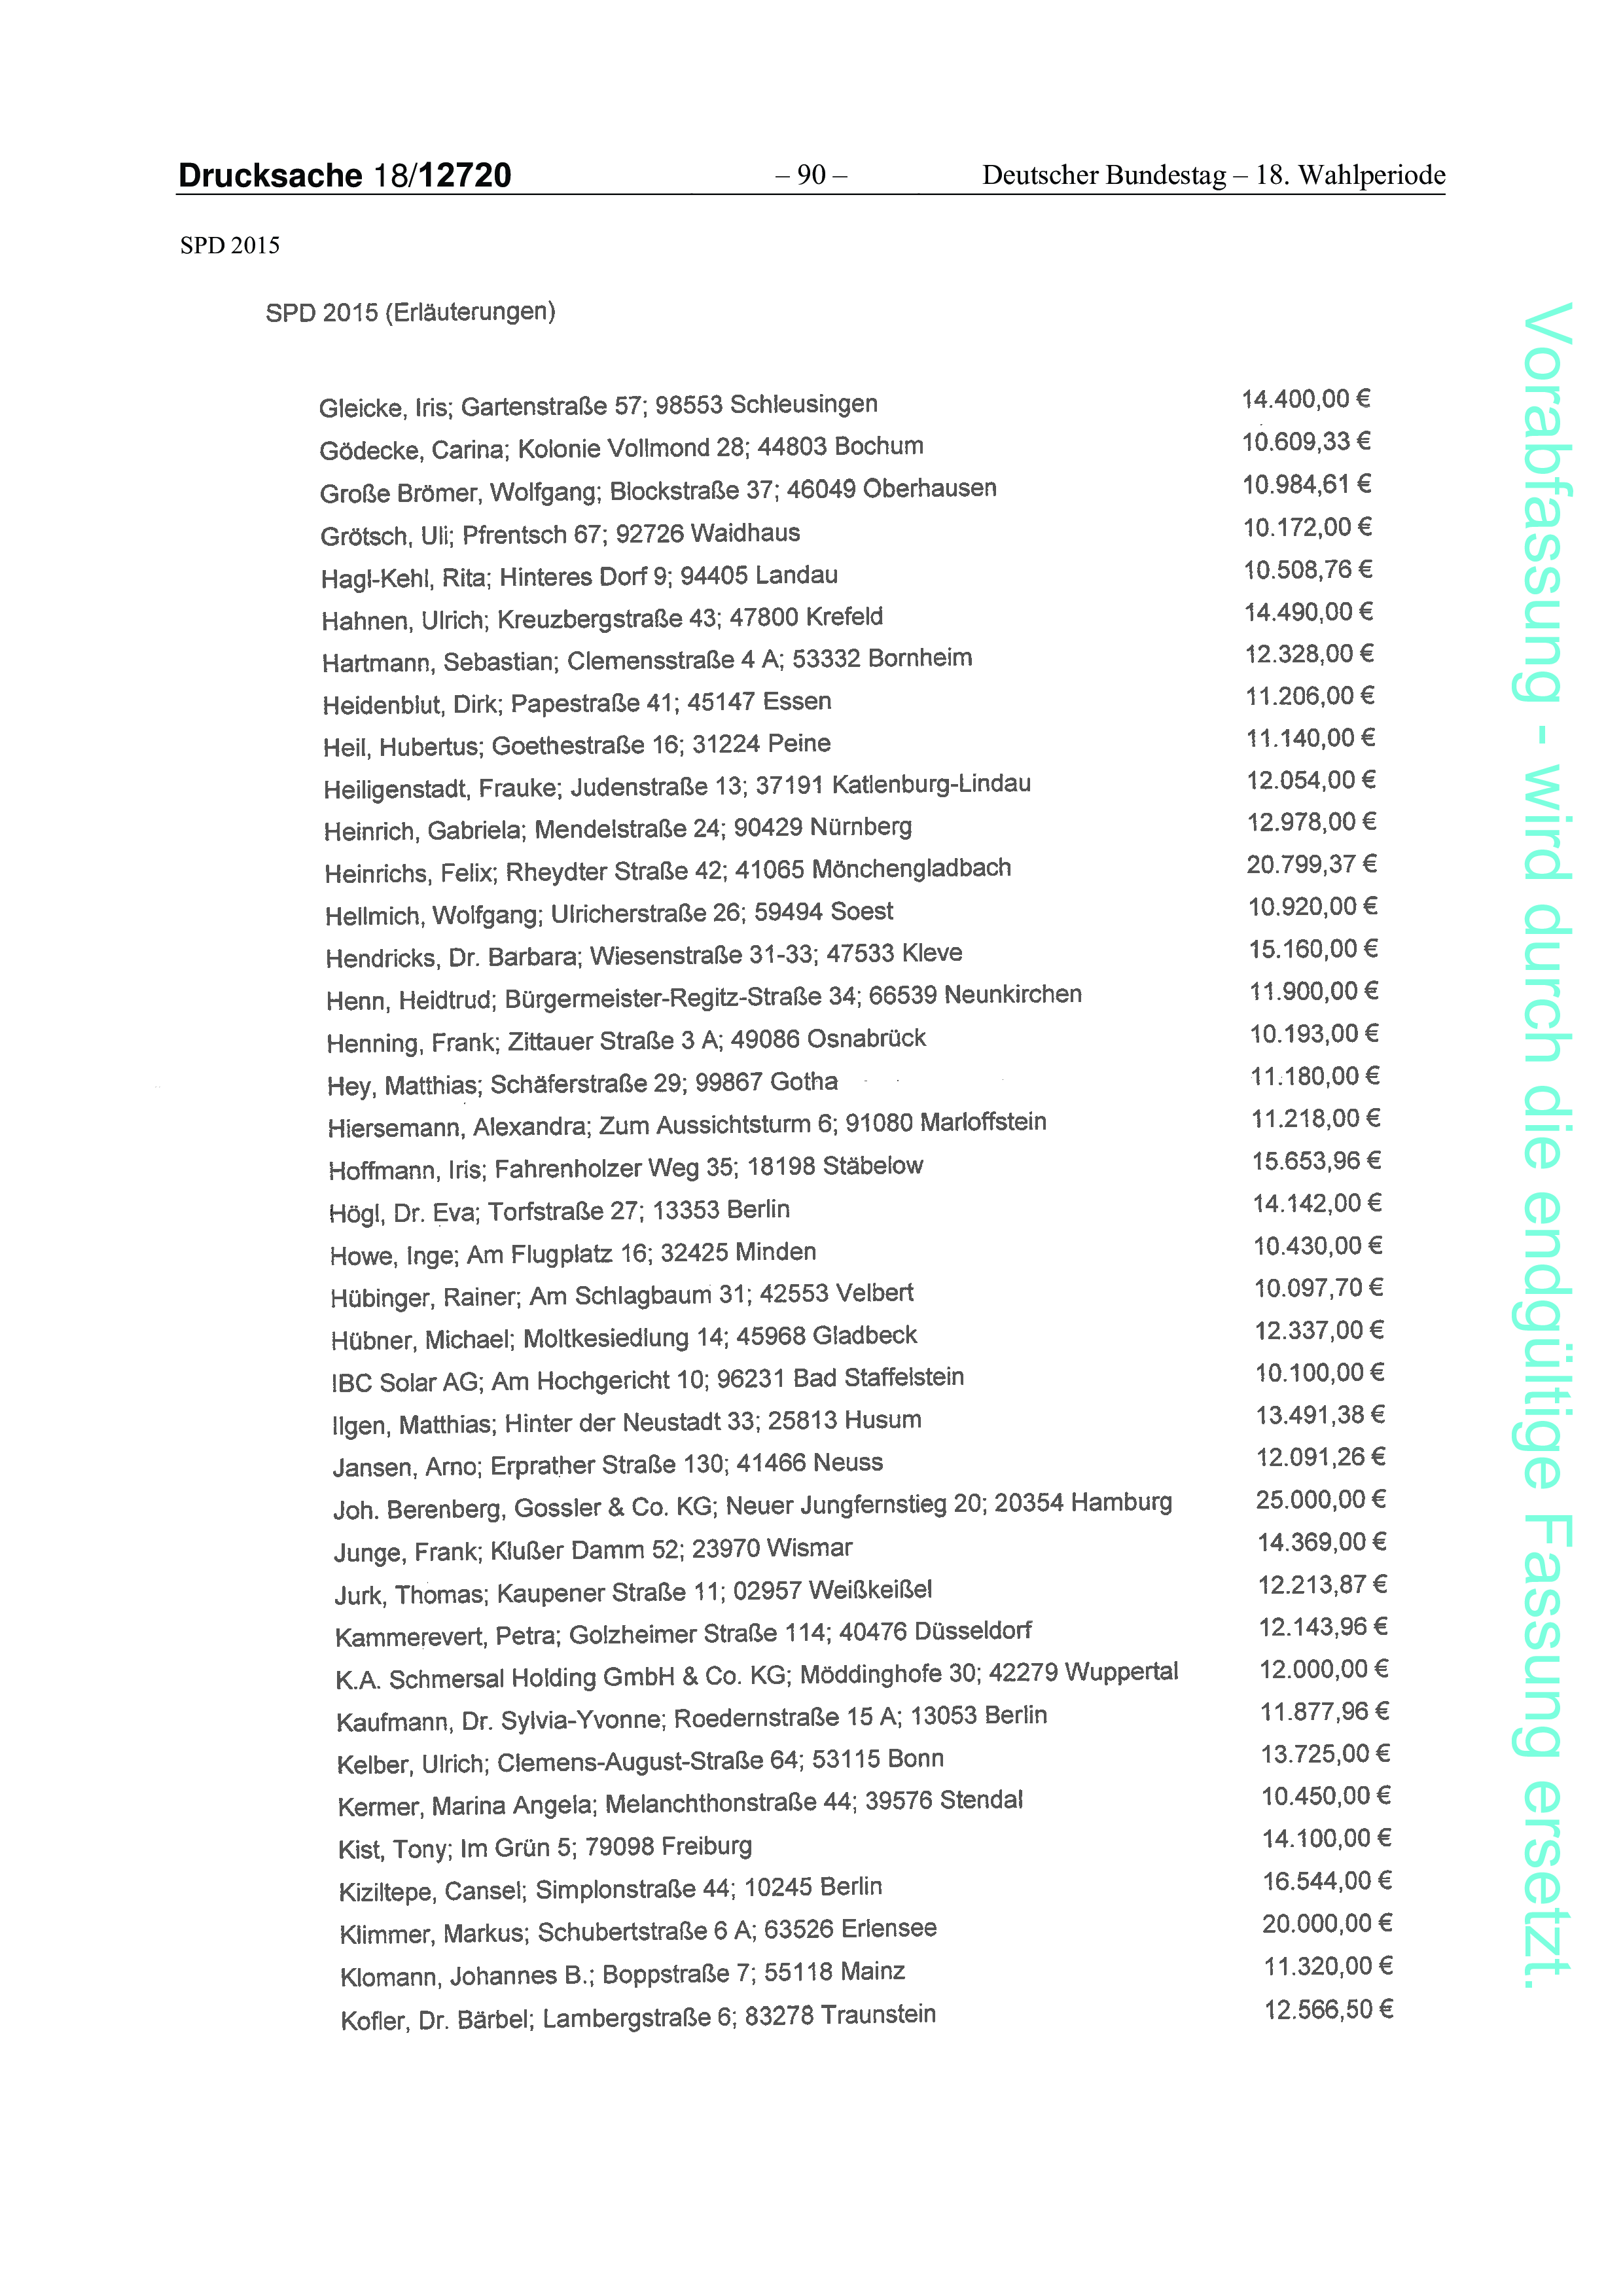 Drucksache 18/12720 – 90 – Deutscher Bundestag – 18. Wahlperiode
SPD 2015
SPD 2015 (Erläuterungen)
Gleicke, Iris; Gartenstraße 57; 98553 Schleusingen 14.400,00 €
Gödecke, Carina; Kolonie Vollmond 28; 44803 Bochum 10.609,33 €
Große Brömer, Wolfgang; Blockstraße 37; 46049 Oberhausen 10.984,61 €
Grötsch, Uli; Pfrentsch 67; 92726 Waidhaus 10.172,00 €
Hagl-Kehl, Rita; Hinteres Dorf 9; 94405 Landau 10.508,76 €
Hahnen, Ulrich; Kreuzbergstraße 43; 47800 Krefeld 14.490,00 €
Hartmann, Sebastian; Clemensstraße 4 A; 53332 Bornheim 12.328,00 €
Heidenblut, Dirk; Papestraße 41; 45147 Essen 11.206,00 €
Heil, Hubertus; Goethestraße 16; 31224 Peine 11.140,00 €
Heiligenstadt, Frauke; Judenstraße 13; 37191 Katlenburg-Lindau 12.054,00 €
Heinrich, Gabriela; Mendelstraße 24; 90429 Nürnberg 12.978,00 €
Heinrichs, Felix; Rheydter Straße 42; 41065 Mönchengladbach 20.799,37 €
Hellmich, Wolfgang; Ulricherstraße 26; 59494 Soest 10.920,00 €
Hendricks, Dr. Barbara; Wiesenstraße 31-33; 47533 Kleve 15.160,00 €
Henn, Heidtrud; Bürgermeister-Regitz-Straße 34; 66539 Neunkirchen 11.900,00 €
Henning, Frank; Zittauer Straße 3 A; 49086 Osnabrück 10.193,00 €
Hey, Matthias; Schäferstraße 29; 99867 Gotha 11.180,00 €
Hiersemann, Alexandra; Zum Aussichtsturm 6; 91080 Marloffstein 11.218,00 €
Hoffmann, Iris; Fahrenholzer Weg 35; 18198 Stäbelow 15.653,96 €
Högl, Dr. Eva; Torfstraße 27; 13353 Berlin 14.142,00 €
Howe, Inge; Am Flugplatz 16; 32425 Minden 10.430,00 €
Hübinger, Rainer; Am Schlagbaum 31; 42553 Velbert 10.097,70 €
Hübner, Michael; Moltkesiedlung 14; 45968 Gladbeck 12.337,00 €
IBC Solar AG; Am Hochgericht 10; 96231 Bad Staffelstein 10.100,00 €
Ilgen, Matthias; Hinter der Neustadt 33; 25813 Husum 13.491,38 €
Jansen, Arno; Erprather Straße 130; 41466 Neuss 12.091,26 €
Joh. Berenberg, Gossler & Co. KG; Neuer Jungfernstieg 20; 20354 Hamburg 25.000,00 €
Junge, Frank; Klußer Damm 52; 23970 Wismar 14.369,00 €
Jurk, Thomas; Kaupener Straße 11; 02957 Weißkeißel 12.213,87 €
Kammerevert, Petra; Golzheimer Straße 114; 40476 Düsseldorf 12.143,96 €
K.A. Schmersal Holding GmbH & Co. KG; Möddinghofe 30; 42279 Wuppertal 12.000,00 €
Kaufmann, Dr. Sylvia-Yvonne; Roedernstraße 15 A; 13053 Berlin 11.877,96 €
Kelber, Ulrich; Clemens-August-Straße 64; 53115 Bonn 13.725,00 €
Kermer, Marina Angela; Melanchthonstraße 44; 39576 Stendal 10.450,00 €
Kist, Tony; Im Grün 5; 79098 Freiburg 14.100,00 €
Kiziltepe, Cansel; Simplonstraße 44; 10245 Berlin 16.544,00 €
Klimmer, Markus; Schubertstraße 6 A; 63526 Erlensee 20.000,00 €
Klomann, Johannes B.; Boppstraße 7; 55118 Mainz 11.320,00 €
Kofler, Dr. Bärbel; Lambergstraße 6; 83278 Traunstein 12.566,50 €
Vorabfassung - wird durch die endgültige Fassung ersetzt.